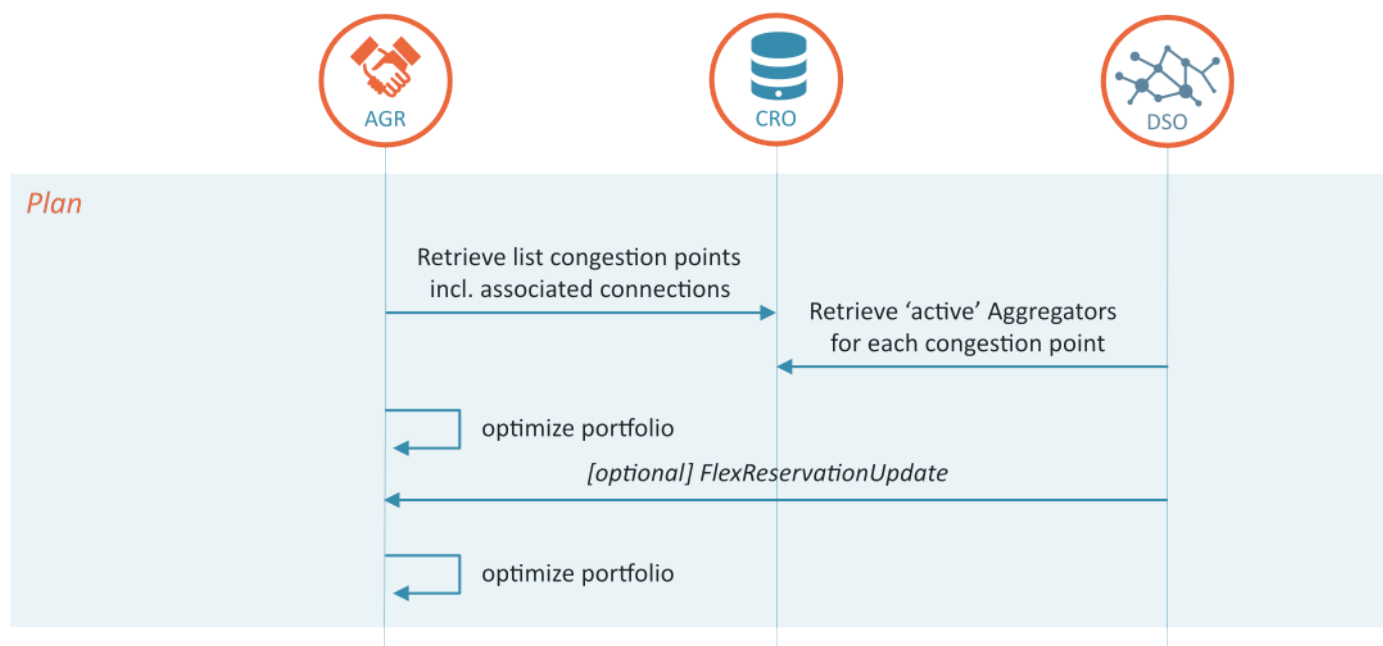 AGR
CRO
DSO
Plan
Retrieve list congestion points
incl. associated connections
Retrieve ‘active’ Aggregators
for each congestion point
optimize portfolio
[optional] FlexReservationUpdate
optimize portfolio